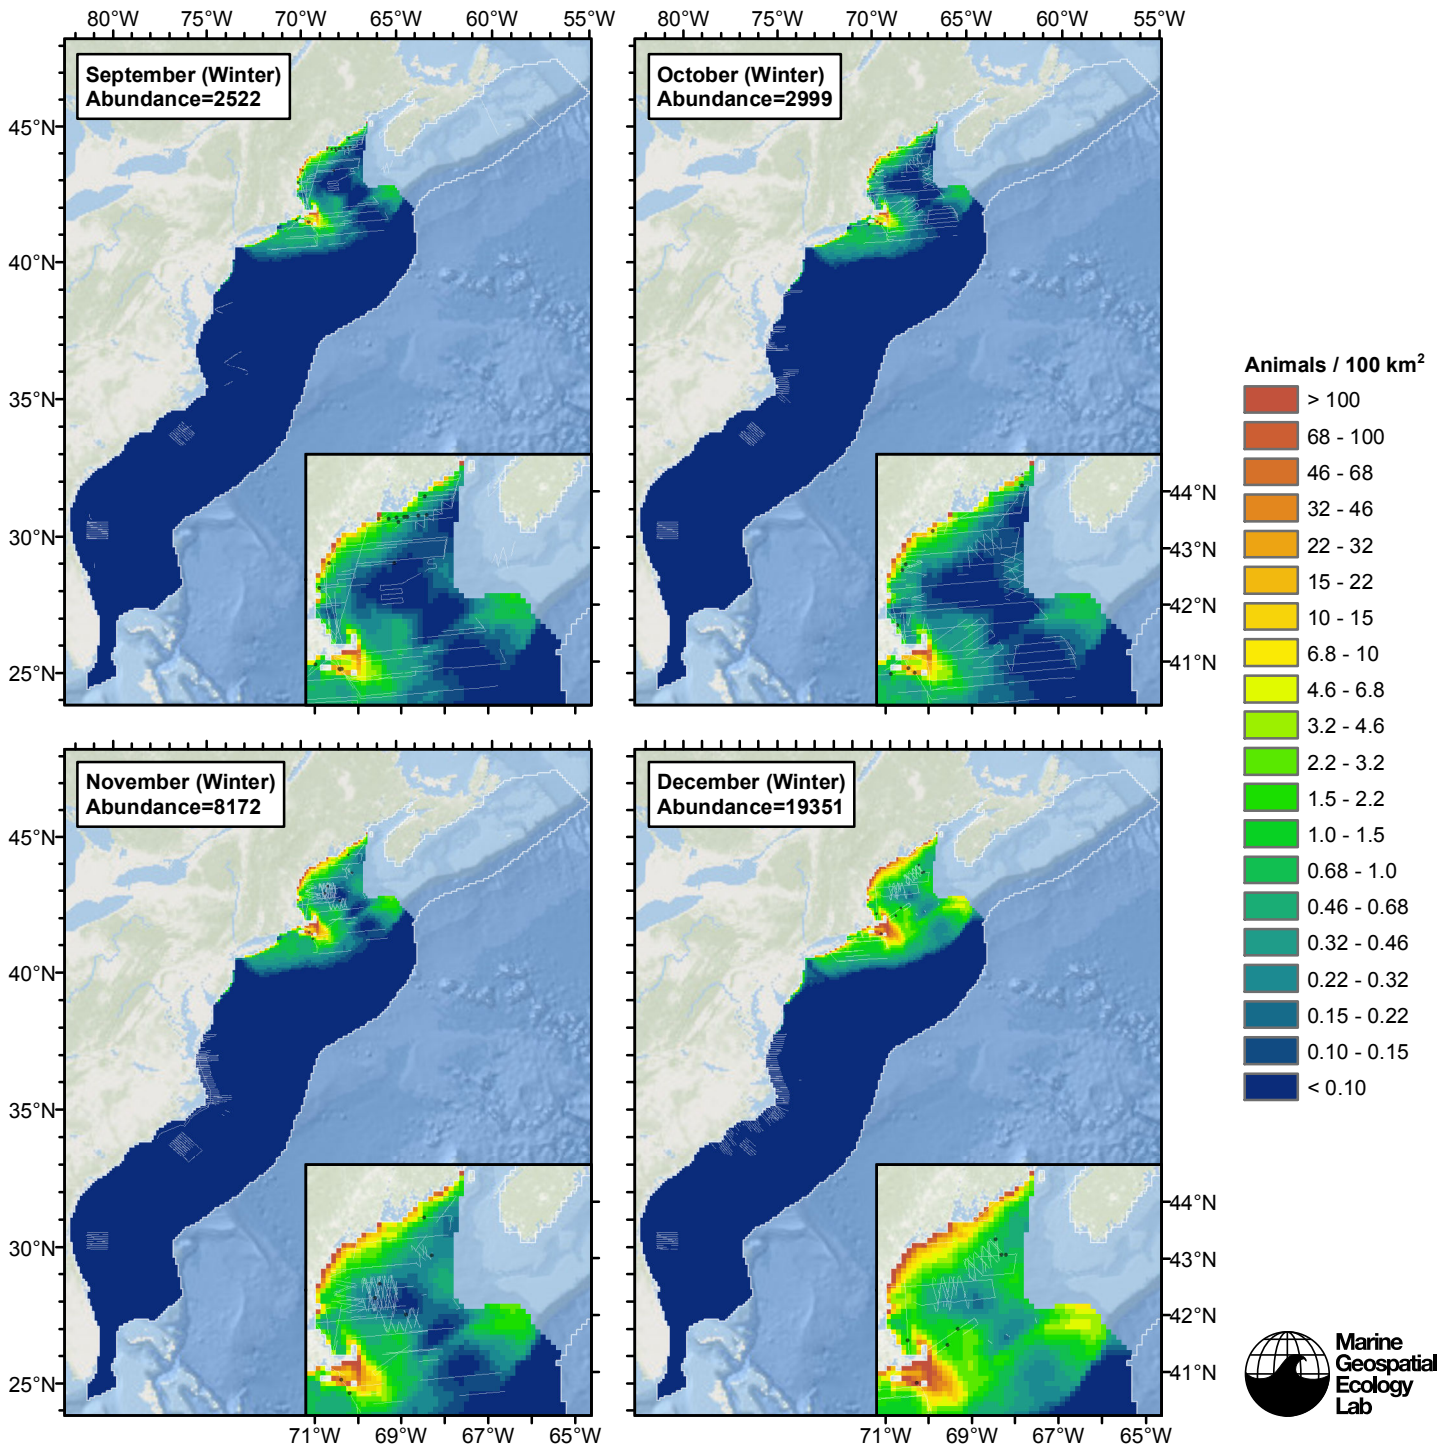 80°W 75°W 70°W 65°W 60°W 55°W
80°W 75°W 70°W 65°W 60°W 55°W
September (Winter)
Abundance=2522
October (Winter)
Abundance=2999
45°N
40°N
35°N
30°N
25°N
44°N
43°N
42°N
41°N
November (Winter)
Abundance=8172
December (Winter)
Abundance=19351
45°N
40°N
35°N
30°N
25°N
44°N
43°N
42°N
41°N
71°W 69°W 67°W 65°W
71°W 69°W 67°W 65°W
Animals / 100 km²
> 100
68 - 100
46 - 68
32 - 46
22 - 32
15 - 22
10 - 15
6.8 - 10
4.6 - 6.8
3.2 - 4.6
2.2 - 3.2
1.5 - 2.2
1.0 - 1.5
0.68 - 1.0
0.46 - 0.68
0.32 - 0.46
0.22 - 0.32
0.15 - 0.22
0.10 - 0.15
< 0.10
Marine
Geospatial
Ecology
Lab